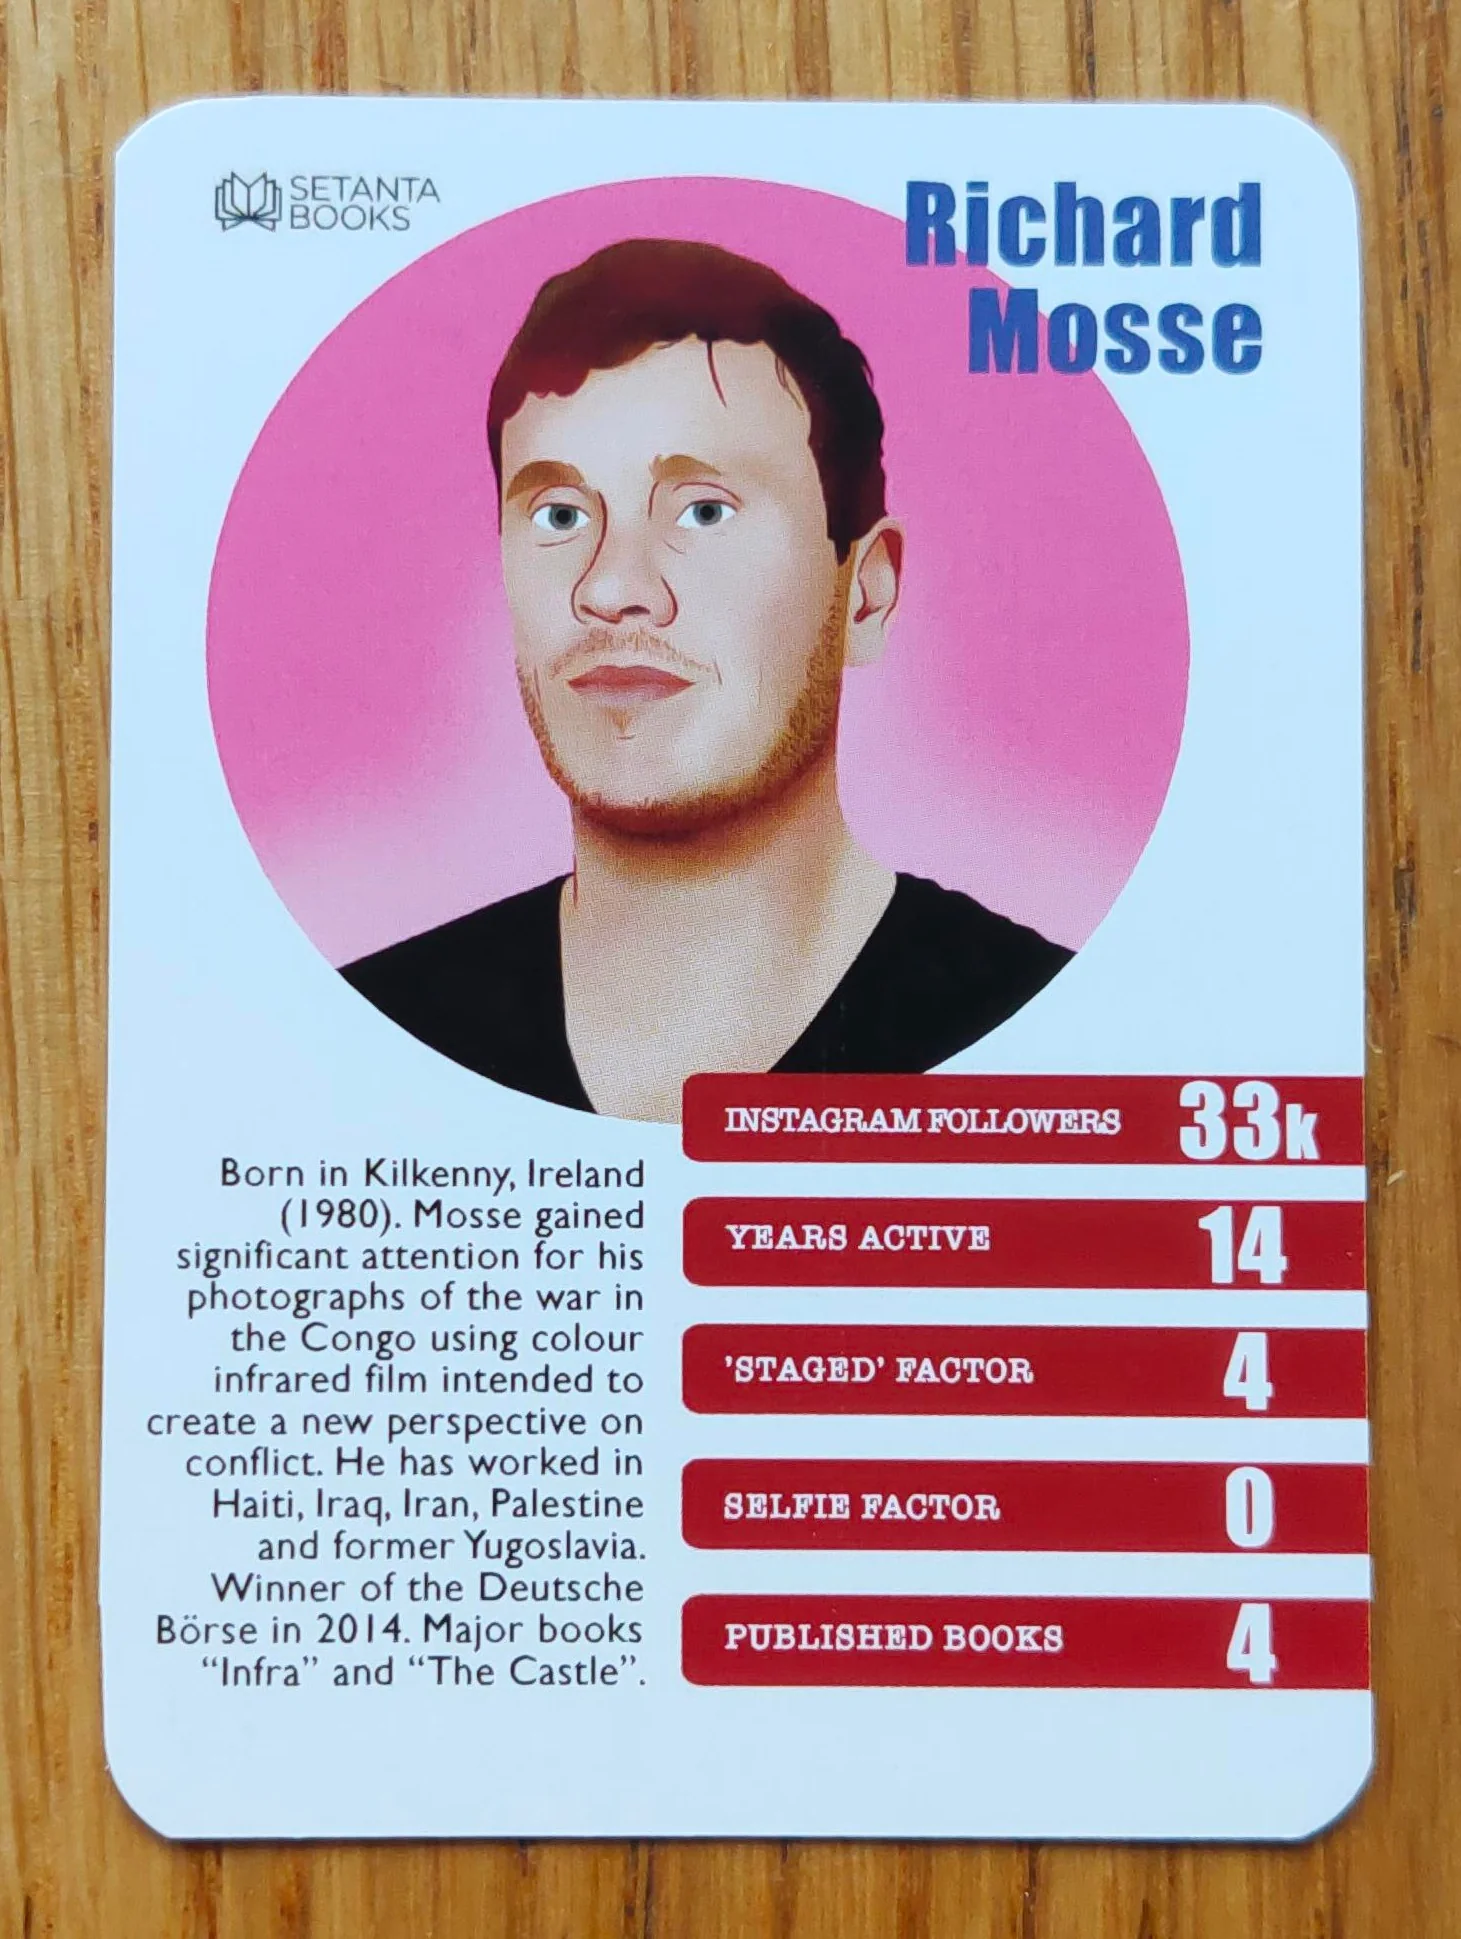 SETANTA
BOOKS
Richard
Mosse
Born in Kilkenny, Ireland
(1980). Mosse gained
significant attention for his
photographs of the war in
the Congo using colour
infrared film intended to
create a new perspective on
conflict. He has worked in
Haiti, Iraq, Iran, Palestine
and former Yugoslavia.
Winner of the Deutsche
Börse in 2014. Major books
“Infra” and “The Castle”.
INSTAGRAM FOLLOWERS 33k
YEARS ACTIVE 14
'STAGED' FACTOR 4
SELFIE FACTOR 0
PUBLISHED BOOKS 4